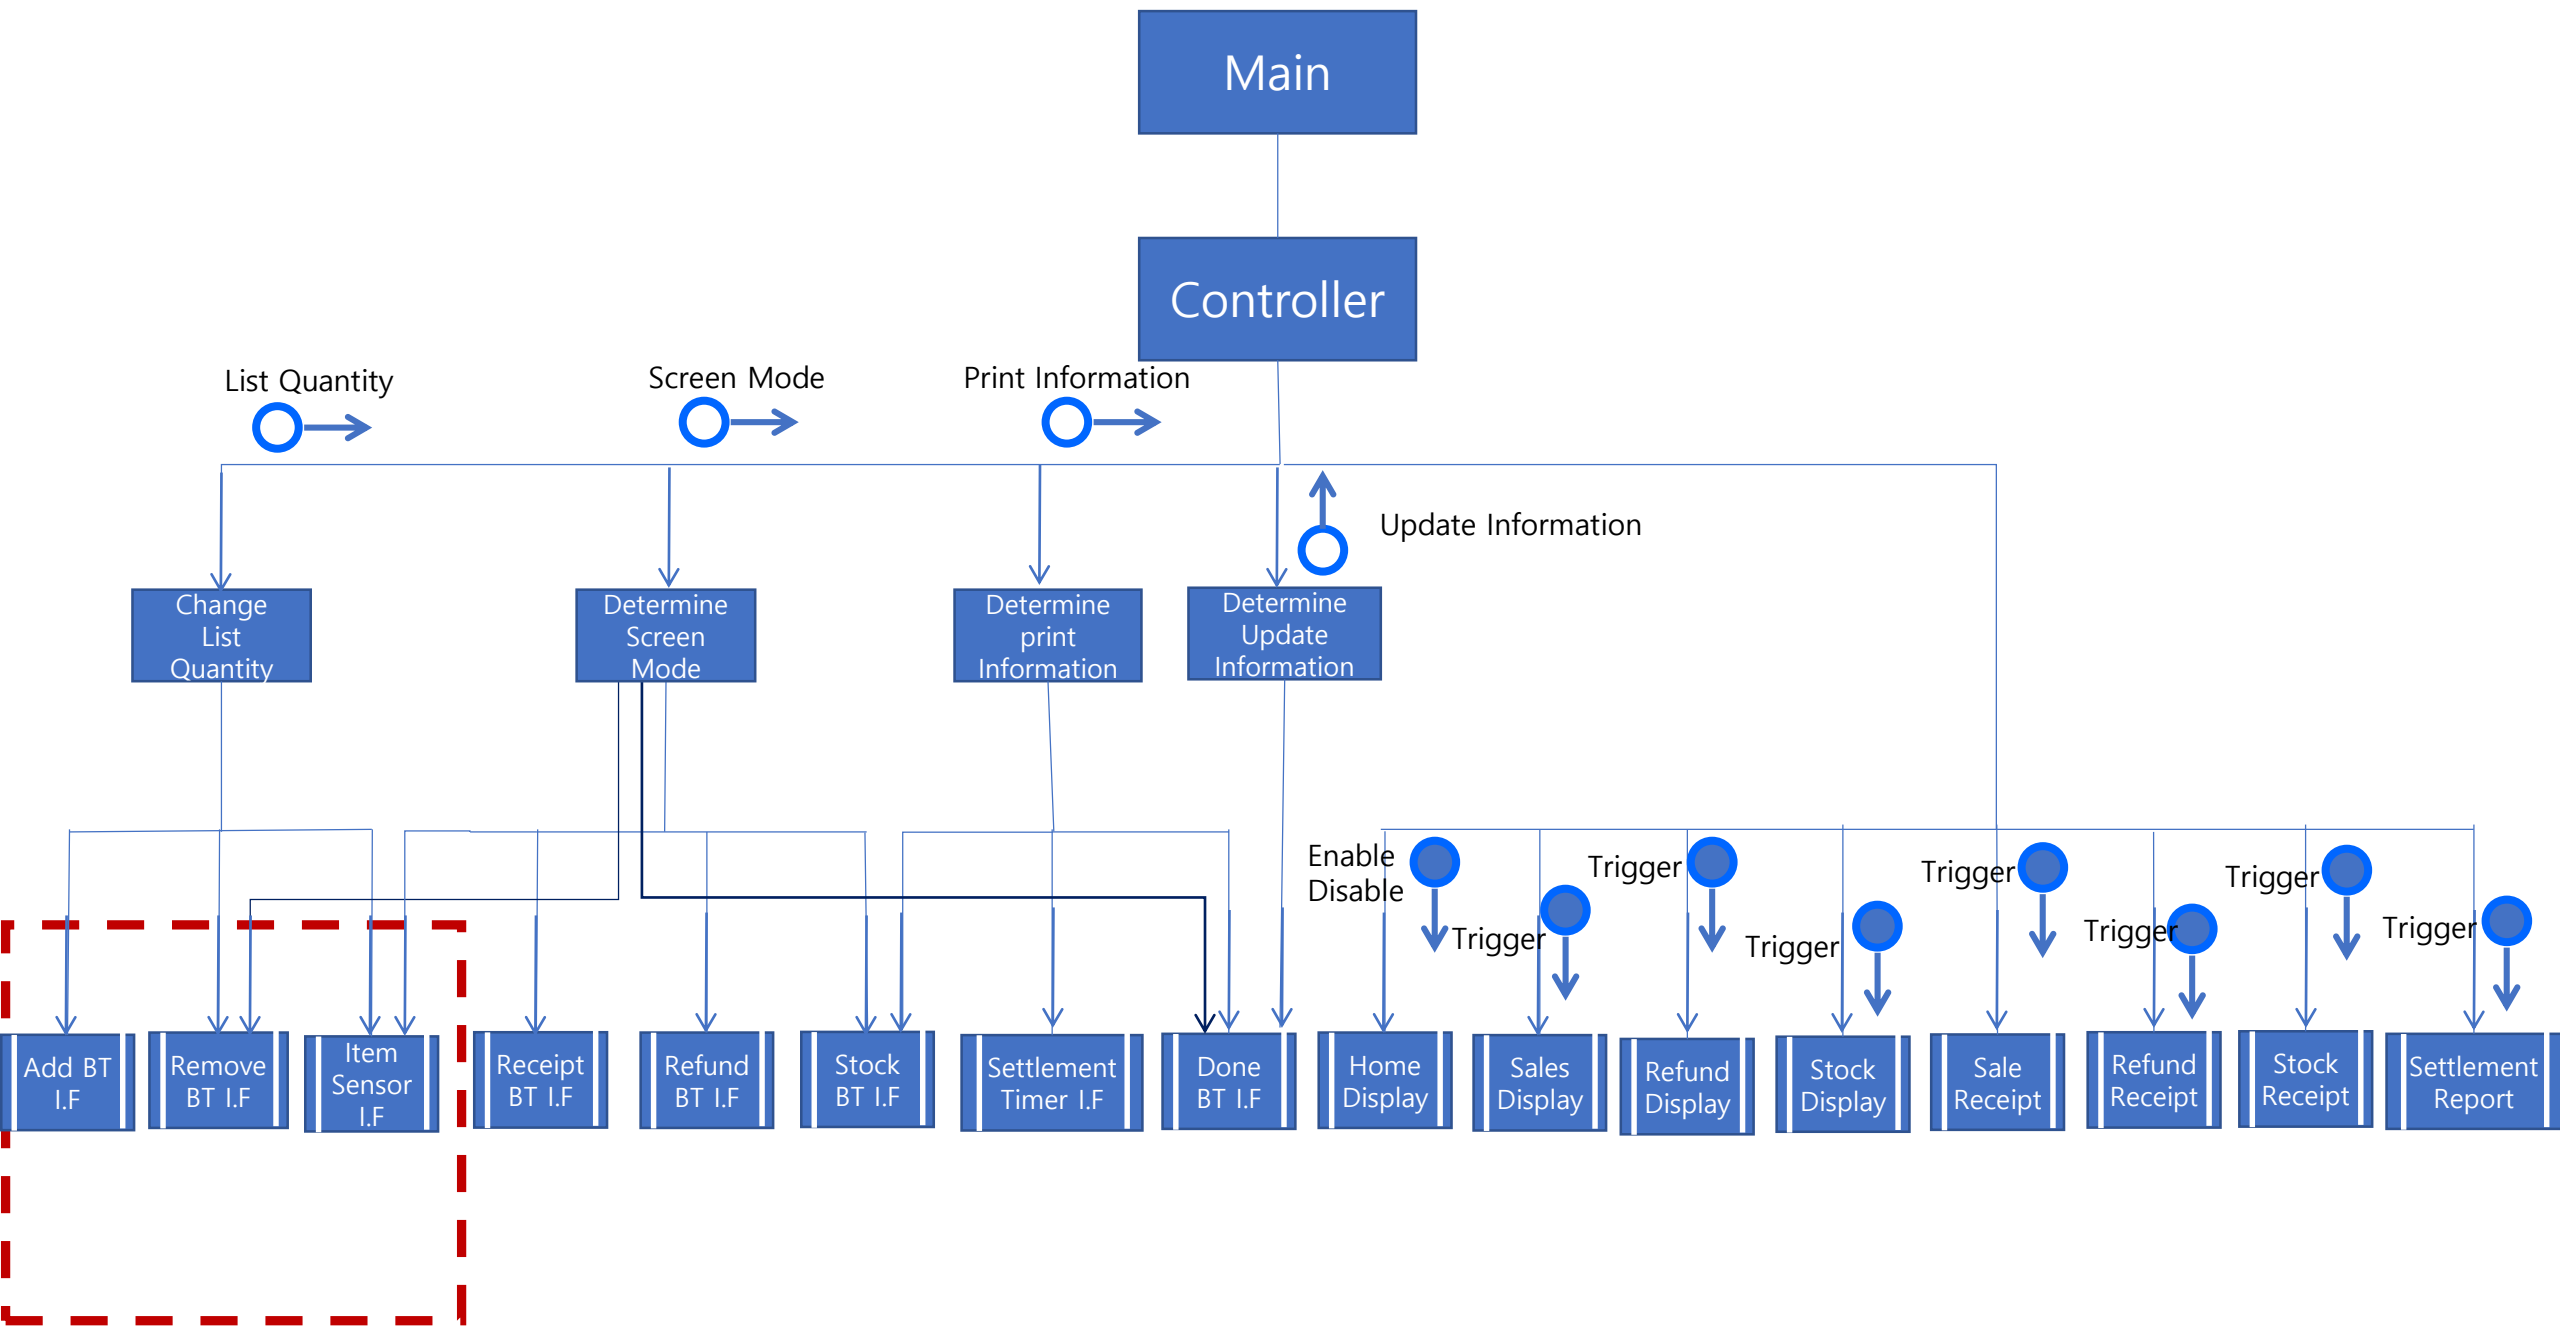 Main
Controller
List Quantity
Screen Mode
Print Information
Update Information
Change
List
Quantity
Determine
Screen
Mode
Determine
print
Information
Determine
Update
Information
Enable
Disable
Trigger
Trigger
Trigger
Trigger
Trigger
Trigger
Trigger
Add BT
I.F
Remove
BT I.F
Item
Sensor
I.F
Receipt
BT I.F
Refund
BT I.F
Stock
BT I.F
Settlement
Timer I.F
Done
BT I.F
Home
Display
Sales
Display
Refund
Display
Stock
Display
Sale
Receipt
Refund
Receipt
Stock
Receipt
Settlement
Report